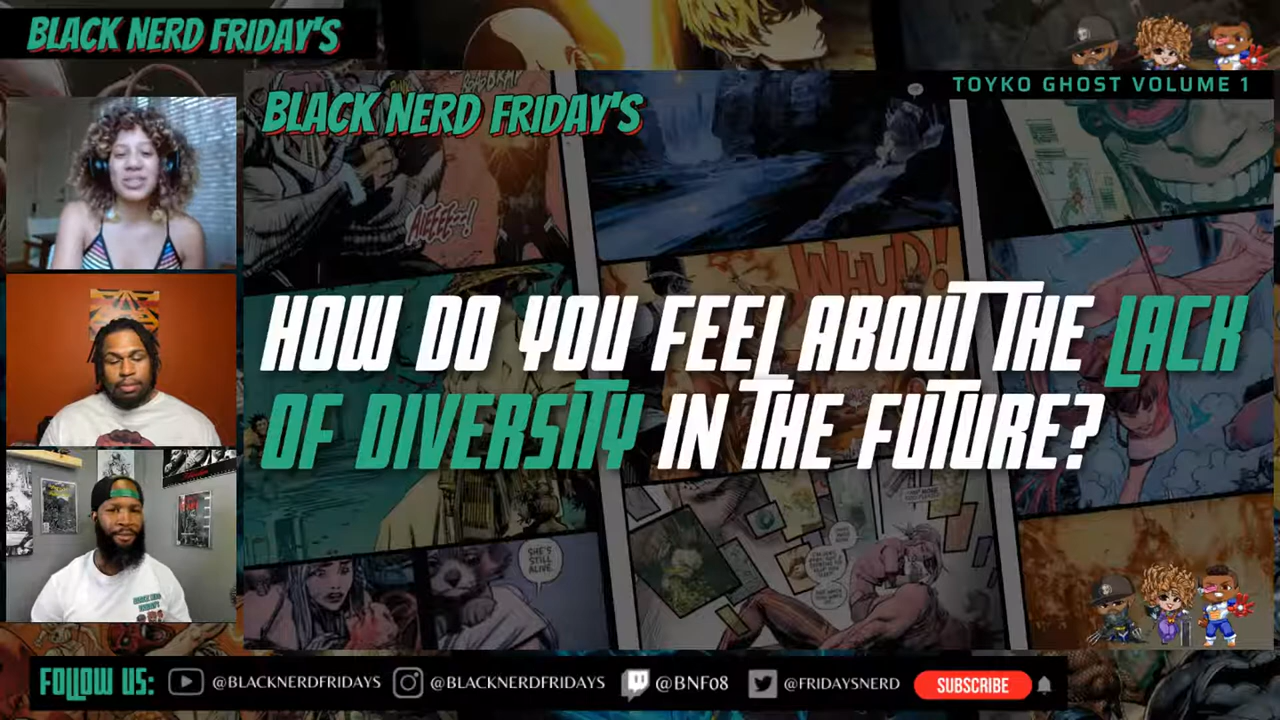 BLACK NERD FRIDAY'S
TOYKO GHOST VOLUME 1
BLACK NERD FRIDAY'S
AIEEEE--!
WHUD!
HOW DO YOU FEEL ABOUT THE LACK
OF DIVERSITY IN THE FUTURE?
SHE'S
STILL
ALIVE.
FOLLOW US:
@BLACKNERDFRIDAYS
@BLACKNERDFRIDAYS
@BNF08
@FRIDAYSNERD
SUBSCRIBE